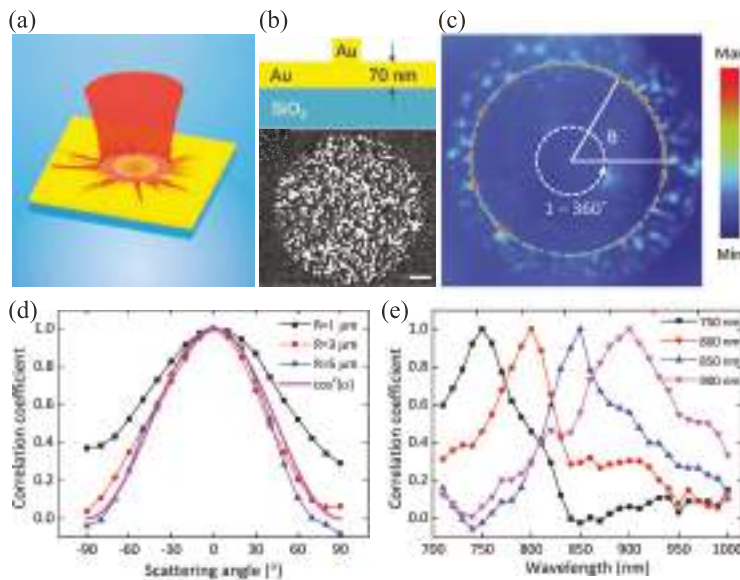 (a)
(b)
(c)
Au
Au
70 nm
SiO₂
θ
1 – 360°
Max
Min
(d)
(e)
Correlation coefficient
1.0
0.8
0.6
0.4
0.2
0.0
-90
-60
-30
0
30
60
90
Scattering angle (°)
R=1 μm
R=3 μm
R=5 μm
Correlation coefficient
1.0
0.8
0.6
0.4
0.2
0.0
700
750
800
850
900
950
1000
Wavelength (nm)
750 nm
800 nm
850 nm
900 nm